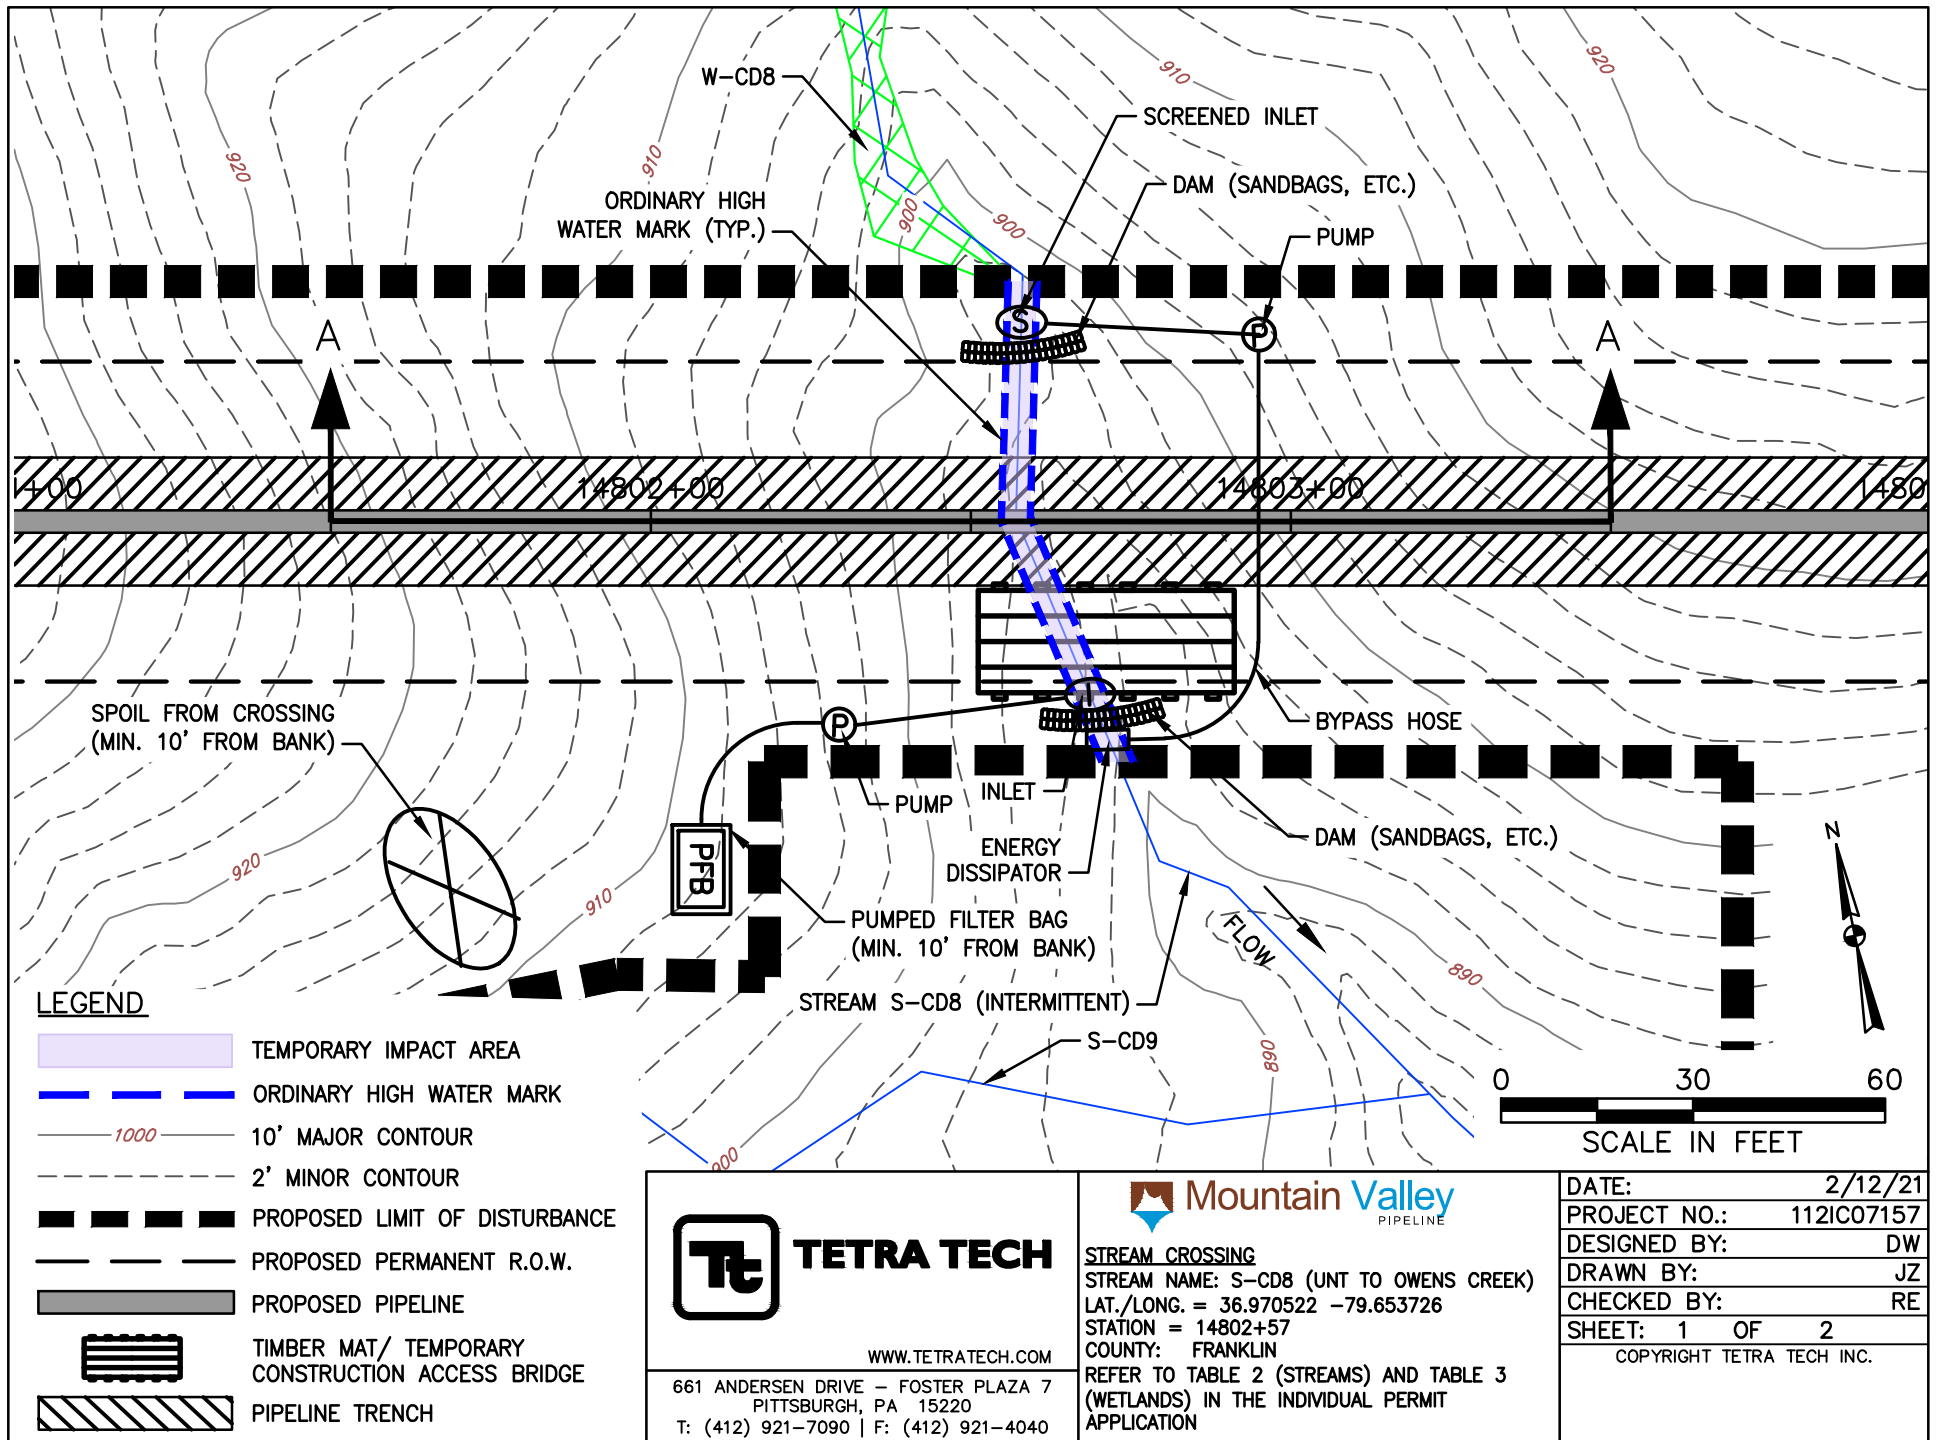 W-CD8
910
920
SCREENED INLET
920
910
DAM (SANDBAGS, ETC.)
ORDINARY HIGH
WATER MARK (TYP.)
900
900
PUMP
S
P
A
A
1+00
14802+00
14803+00
1480
SPOIL FROM CROSSING
(MIN. 10' FROM BANK)
P
I
BYPASS HOSE
PUMP
INLET
DAM (SANDBAGS, ETC.)
ENERGY
DISSIPATOR
PFB
920
910
PUMPED FILTER BAG
(MIN. 10' FROM BANK)
FLOW
N
890
STREAM S-CD8 (INTERMITTENT)
S-CD9
890
900
LEGEND
TEMPORARY IMPACT AREA
ORDINARY HIGH WATER MARK
1000
10' MAJOR CONTOUR
2' MINOR CONTOUR
PROPOSED LIMIT OF DISTURBANCE
PROPOSED PERMANENT R.O.W.
PROPOSED PIPELINE
TIMBER MAT/ TEMPORARY
CONSTRUCTION ACCESS BRIDGE
PIPELINE TRENCH
0 30 60
SCALE IN FEET
Tt
TETRA TECH
WWW.TETRATECH.COM
661 ANDERSEN DRIVE – FOSTER PLAZA 7
PITTSBURGH, PA 15220
T: (412) 921-7090 | F: (412) 921-4040
Mountain Valley
PIPELINE
STREAM CROSSING
STREAM NAME: S-CD8 (UNT TO OWENS CREEK)
LAT./LONG. = 36.970522 -79.653726
STATION = 14802+57
COUNTY: FRANKLIN
REFER TO TABLE 2 (STREAMS) AND TABLE 3
(WETLANDS) IN THE INDIVIDUAL PERMIT
APPLICATION
DATE: 2/12/21
PROJECT NO.: 112IC07157
DESIGNED BY: DW
DRAWN BY: JZ
CHECKED BY: RE
SHEET: 1 OF 2
COPYRIGHT TETRA TECH INC.